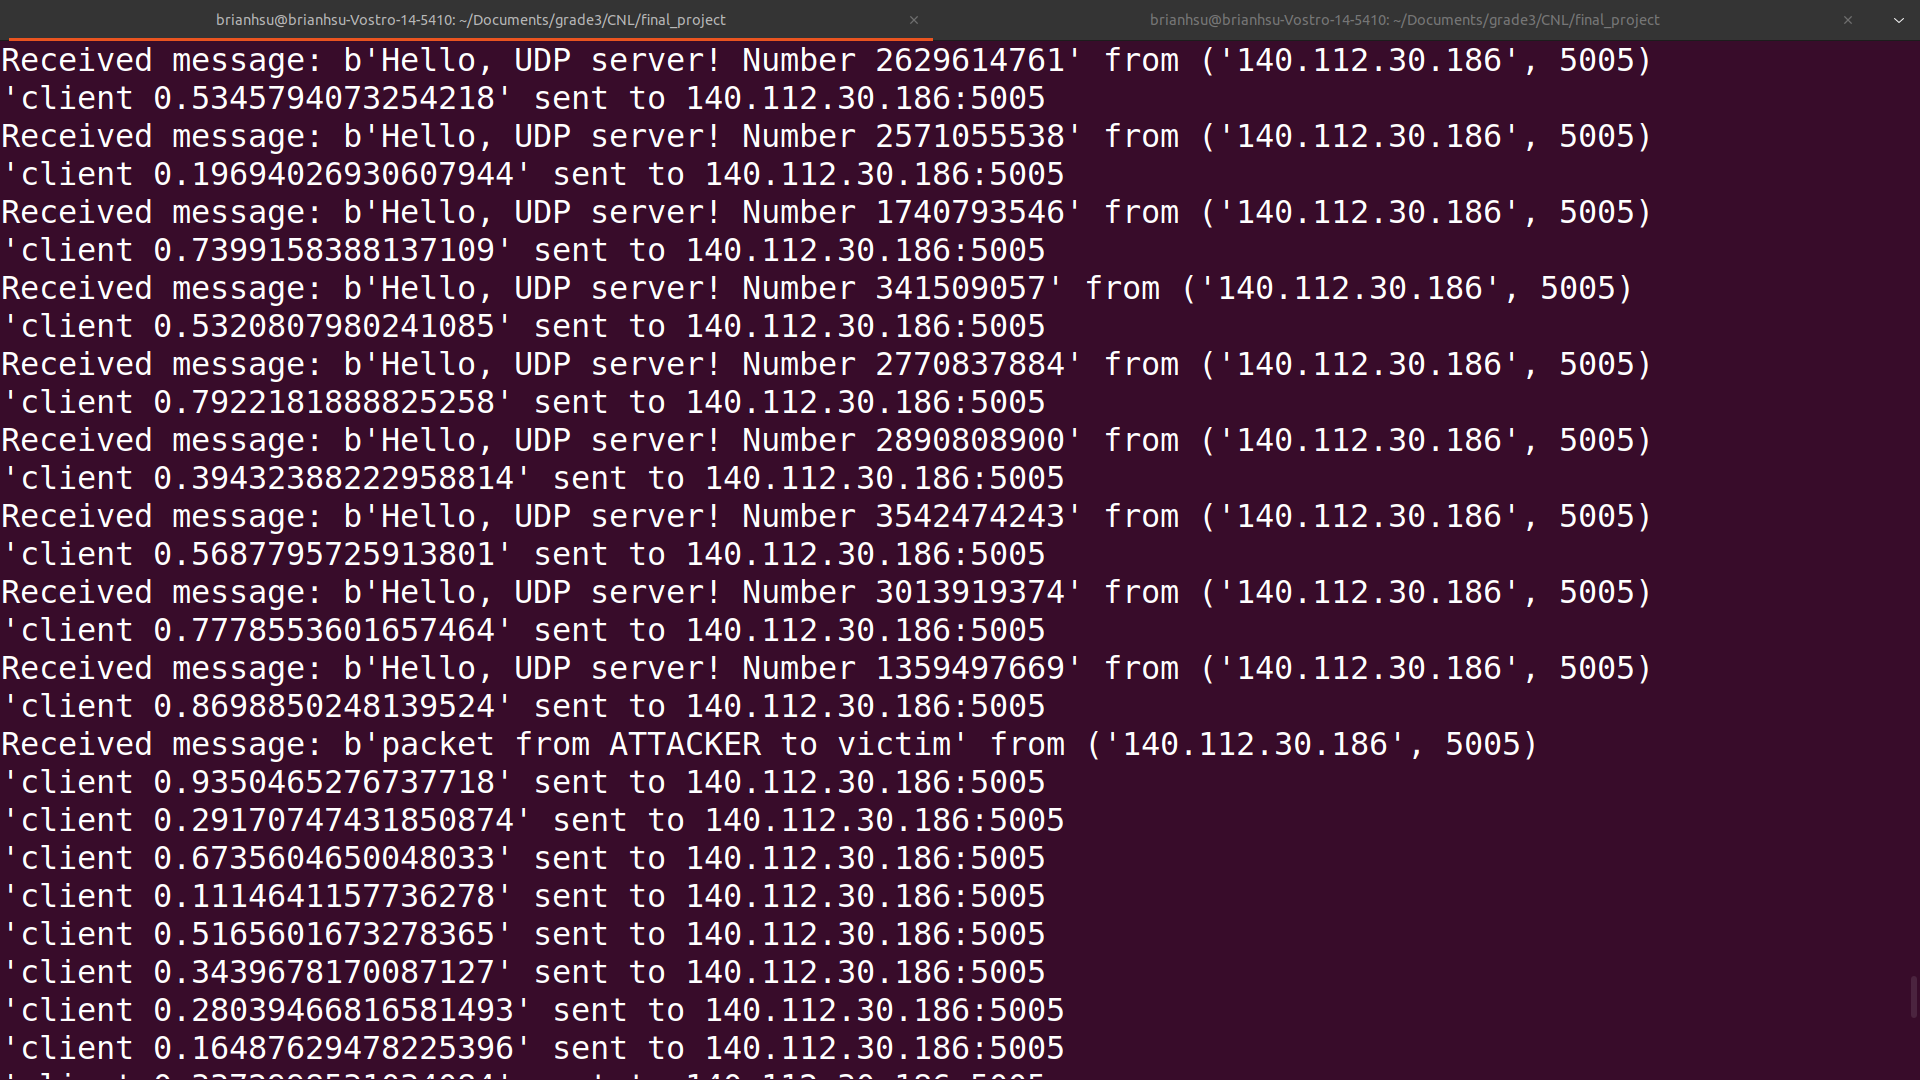 brianhsu@brianhsu-Vostro-14-5410: ~/Documents/grade3/CNL/final_project
brianhsu@brianhsu-Vostro-14-5410: ~/Documents/grade3/CNL/final_project
Received message: b'Hello, UDP server! Number 2629614761' from ('140.112.30.186', 5005)
'client 0.5345794073254218' sent to 140.112.30.186:5005
Received message: b'Hello, UDP server! Number 2571055538' from ('140.112.30.186', 5005)
'client 0.19694026930607944' sent to 140.112.30.186:5005
Received message: b'Hello, UDP server! Number 1740793546' from ('140.112.30.186', 5005)
'client 0.7399158388137109' sent to 140.112.30.186:5005
Received message: b'Hello, UDP server! Number 341509057' from ('140.112.30.186', 5005)
'client 0.5320807980241085' sent to 140.112.30.186:5005
Received message: b'Hello, UDP server! Number 2770837884' from ('140.112.30.186', 5005)
'client 0.7922181888825258' sent to 140.112.30.186:5005
Received message: b'Hello, UDP server! Number 2890808900' from ('140.112.30.186', 5005)
'client 0.39432388222958814' sent to 140.112.30.186:5005
Received message: b'Hello, UDP server! Number 3542474243' from ('140.112.30.186', 5005)
'client 0.5687795725913801' sent to 140.112.30.186:5005
Received message: b'Hello, UDP server! Number 3013919374' from ('140.112.30.186', 5005)
'client 0.7778553601657464' sent to 140.112.30.186:5005
Received message: b'Hello, UDP server! Number 1359497669' from ('140.112.30.186', 5005)
'client 0.8698850248139524' sent to 140.112.30.186:5005
Received message: b'packet from ATTACKER to victim' from ('140.112.30.186', 5005)
'client 0.9350465276737718' sent to 140.112.30.186:5005
'client 0.29170747431850874' sent to 140.112.30.186:5005
'client 0.6735604650048033' sent to 140.112.30.186:5005
'client 0.1114641157736278' sent to 140.112.30.186:5005
'client 0.5165601673278365' sent to 140.112.30.186:5005
'client 0.3439678170087127' sent to 140.112.30.186:5005
'client 0.28039466816581493' sent to 140.112.30.186:5005
'client 0.16487629478225396' sent to 140.112.30.186:5005